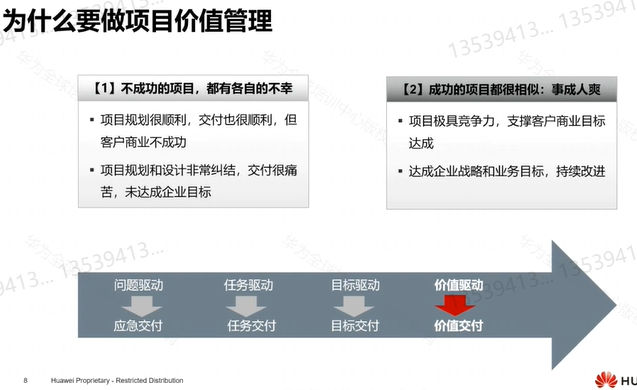 为什么要做项目价值管理
13539413...
【1】不成功的项目，都有各自的不幸
▪ 项目规划很顺利，交付也很顺利，但
客户商业不成功
▪ 项目规划和设计非常纠结，交付很痛
苦，未达成企业目标
【2】成功的项目都很相似：事成人爽
▪ 项目极具竞争力，支撑客户商业目标
达成
▪ 达成企业战略和业务目标，持续改进
13539413...
13539413...
问题驱动 任务驱动 目标驱动 价值驱动
应急交付 任务交付 目标交付 价值交付
8 Huawei Proprietary - Restricted Distribution
HU